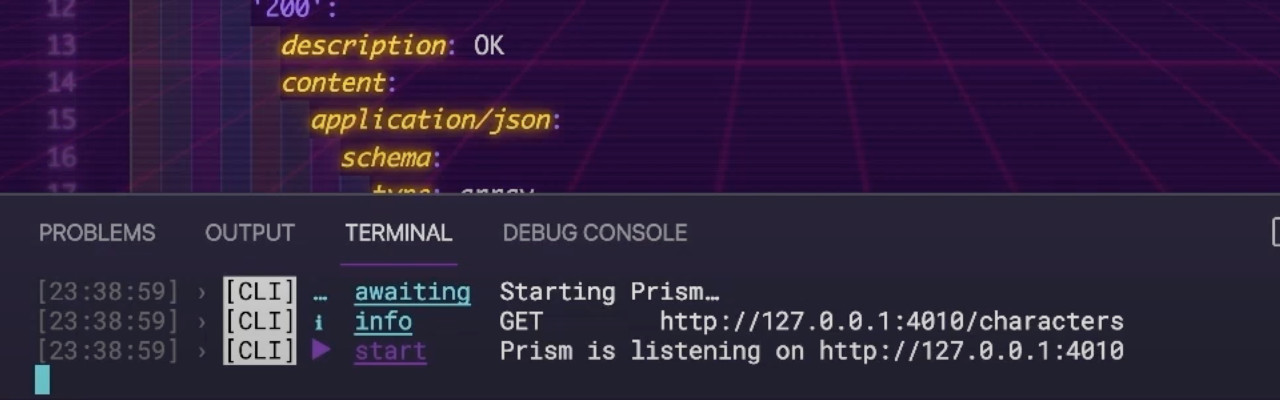 12 '200':
13 description: OK
14 content:
15 application/json:
16 schema:
17 type: array
PROBLEMS OUTPUT TERMINAL DEBUG CONSOLE
[23:38:59] › [CLI] … awaiting Starting Prism…
[23:38:59] › [CLI] ℹ info GET http://127.0.0.1:4010/characters
[23:38:59] › [CLI] ▶ start Prism is listening on http://127.0.0.1:4010